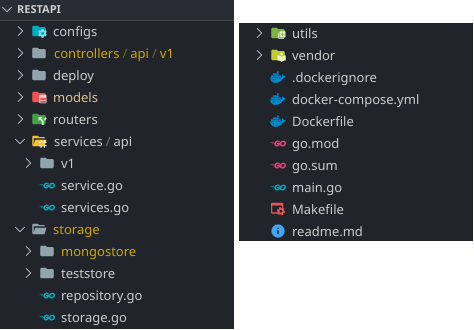 RESTAPI
configs
controllers / api / v1
deploy
models
routers
services / api
v1
service.go
services.go
storage
mongostore
teststore
repository.go
storage.go
utils
vendor
.dockerignore
docker-compose.yml
Dockerfile
go.mod
go.sum
main.go
Makefile
readme.md